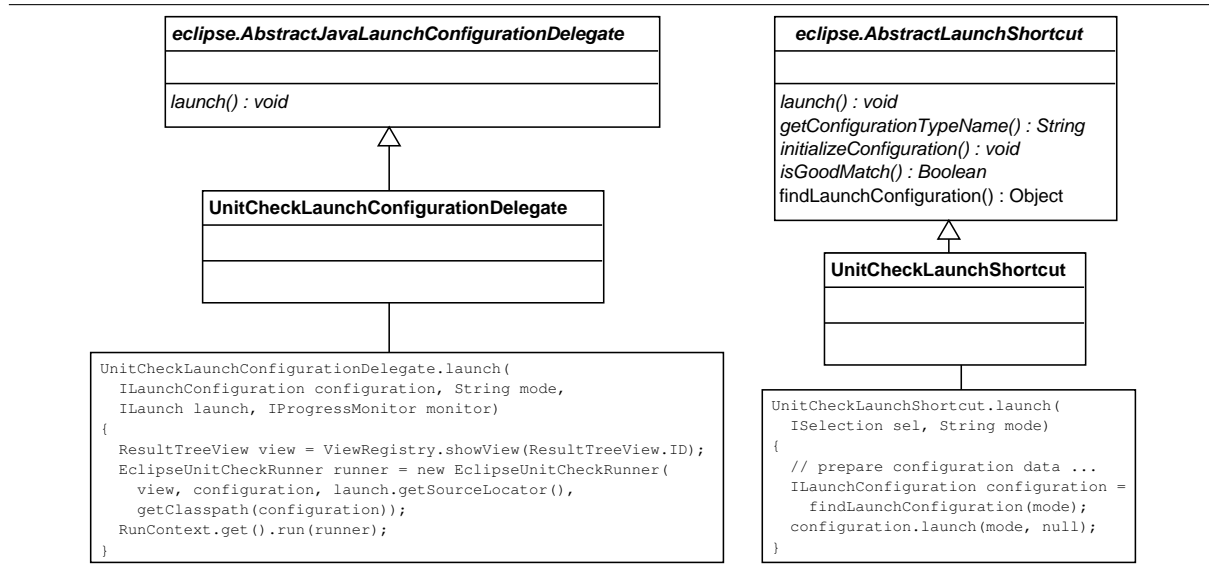 eclipse.AbstractJavaLaunchConfigurationDelegate
launch() : void
UnitCheckLaunchConfigurationDelegate
UnitCheckLaunchConfigurationDelegate.launch(
ILaunchConfiguration configuration, String mode,
ILaunch launch, IProgressMonitor monitor)
{
ResultTreeView view = ViewRegistry.showView(ResultTreeView.ID);
EclipseUnitCheckRunner runner = new EclipseUnitCheckRunner(
view, configuration, launch.getSourceLocator(),
getClasspath(configuration));
RunContext.get().run(runner);
}
eclipse.AbstractLaunchShortcut
launch() : void
getConfigurationTypeName() : String
initializeConfiguration() : void
isGoodMatch() : Boolean
findLaunchConfiguration() : Object
UnitCheckLaunchShortcut
UnitCheckLaunchShortcut.launch(
ISelection sel, String mode)
{
// prepare configuration data ...
ILaunchConfiguration configuration =
findLaunchConfiguration(mode);
configuration.launch(mode, null);
}